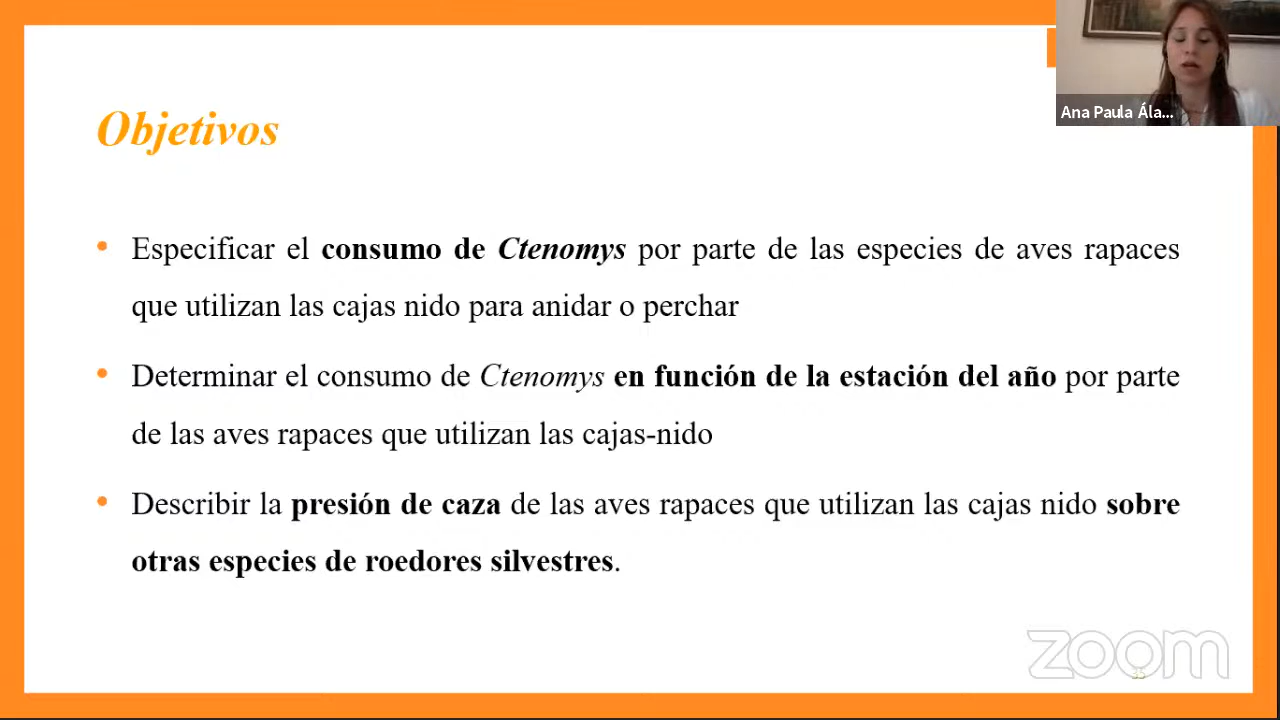 Ana Paula Ála...
Objetivos
• Especificar el consumo de Ctenomys por parte de las especies de aves rapaces
que utilizan las cajas nido para anidar o perchar
• Determinar el consumo de Ctenomys en función de la estación del año por parte
de las aves rapaces que utilizan las cajas-nido
• Describir la presión de caza de las aves rapaces que utilizan las cajas nido sobre
otras especies de roedores silvestres.
zoom
35